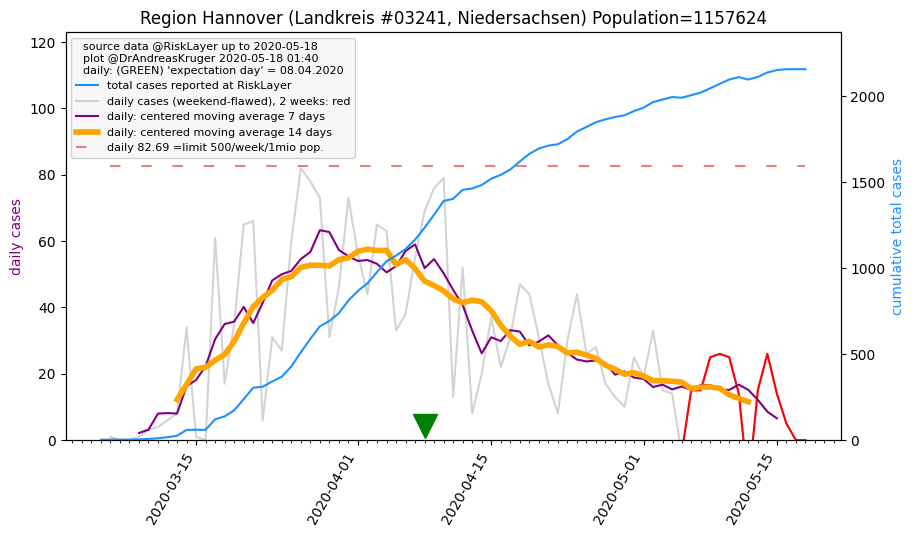 Region Hannover (Landkreis #03241, Niedersachsen) Population=1157624
source data @RiskLayer up to 2020-05-18
plot @DrAndreasKruger 2020-05-18 01:40
daily: (GREEN) 'expectation day' = 08.04.2020
total cases reported at RiskLayer
daily cases (weekend-flawed), 2 weeks: red
daily: centered moving average 7 days
daily: centered moving average 14 days
daily 82.69 =limit 500/week/1mio pop.
daily cases
120
100
80
60
40
20
0
cumulative total cases
2000
1500
1000
500
0
2020-03-15
2020-04-01
2020-04-15
2020-05-01
2020-05-15